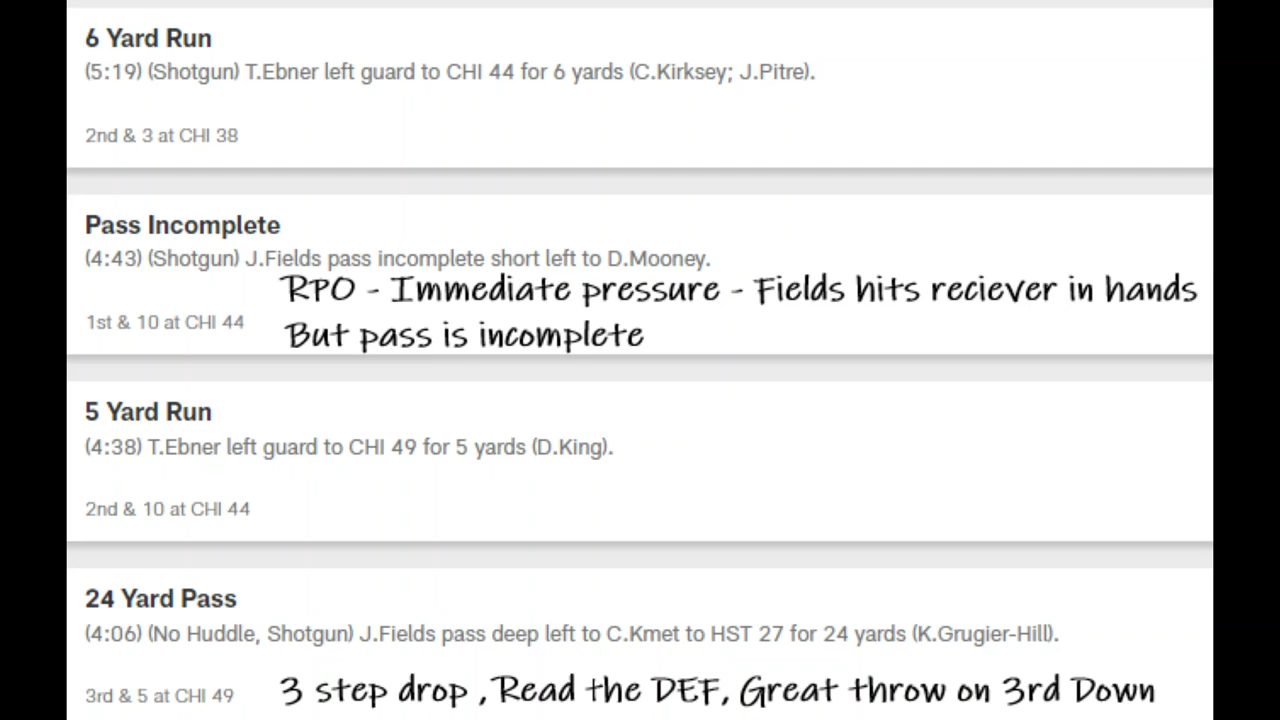 6 Yard Run
(5:19) (Shotgun) T.Ebner left guard to CHI 44 for 6 yards (C.Kirksey; J.Pitre).
2nd & 3 at CHI 38
Pass Incomplete
(4:43) (Shotgun) J.Fields pass incomplete short left to D.Mooney.
RPO - Immediate pressure - Fields hits reciever in hands
1st & 10 at CHI 44
But pass is incomplete
5 Yard Run
(4:38) T.Ebner left guard to CHI 49 for 5 yards (D.King).
2nd & 10 at CHI 44
24 Yard Pass
(4:06) (No Huddle, Shotgun) J.Fields pass deep left to C.Kmet to HST 27 for 24 yards (K.Grugier-Hill).
3rd & 5 at CHI 49 3 step drop , Read the DEF, Great throw on 3rd Down